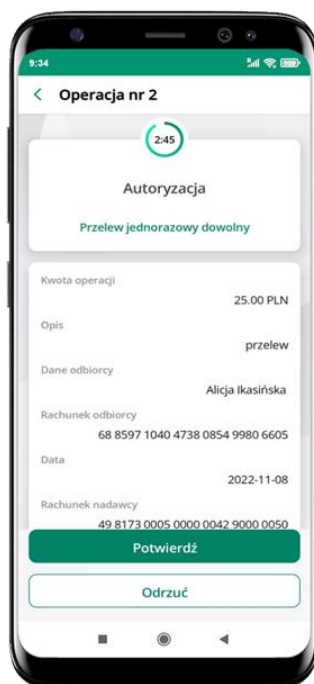 9:34
Operacja nr 2
2:45
Autoryzacja
Przelew jednorazowy dowolny
Kwota operacji
25.00 PLN
Opis
przelew
Dane odbiorcy
Alicja Ikasińska
Rachunek odbiorcy
68 8597 1040 4738 0854 9980 6605
Data
2022-11-08
Rachunek nadawcy
49 8173 0005 0000 0042 9000 0050
Potwierdź
Odrzuć